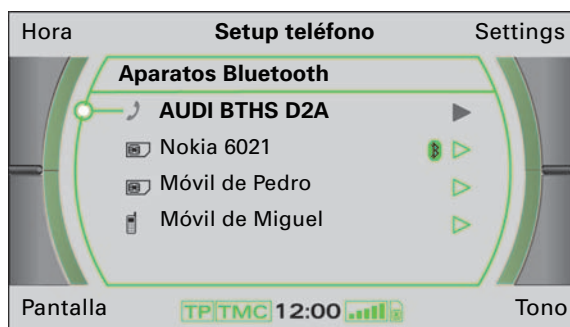 Hora Setup teléfono Settings
Aparatos Bluetooth
AUDI BTHS D2A
Nokia 6021
Móvil de Pedro
Móvil de Miguel
Pantalla TP TMC 12:00 Tono